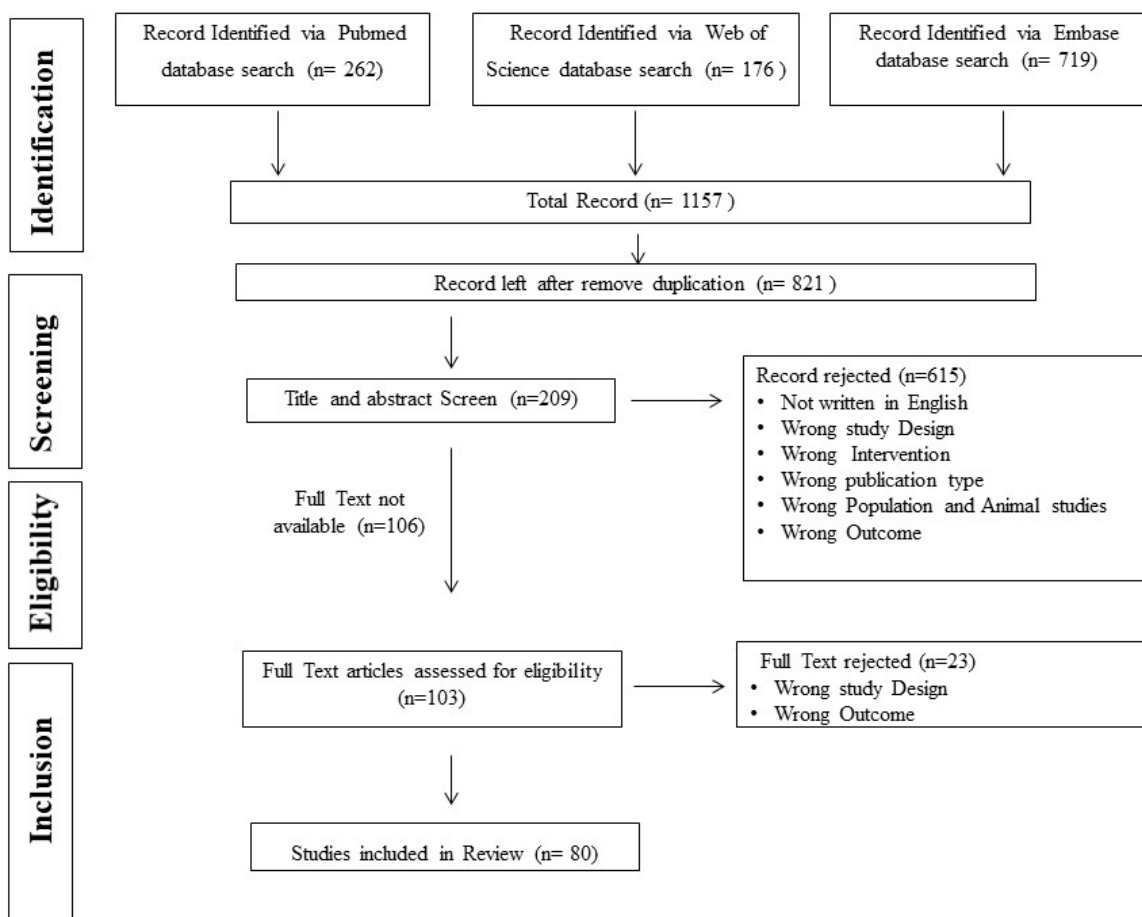 Identification
Record Identified via Pubmed
database search (n= 262)
Record Identified via Web of
Science database search (n= 176 )
Record Identified via Embase
database search (n= 719)
Total Record (n= 1157 )
Record left after remove duplication (n= 821 )
Screening
Title and abstract Screen (n=209)
Record rejected (n=615)
• Not written in English
• Wrong study Design
• Wrong Intervention
• Wrong publication type
• Wrong Population and Animal studies
• Wrong Outcome
Eligibility
Full Text not
available (n=106)
Full Text articles assessed for eligibility
(n=103)
Full Text rejected (n=23)
• Wrong study Design
• Wrong Outcome
Inclusion
Studies included in Review (n= 80)